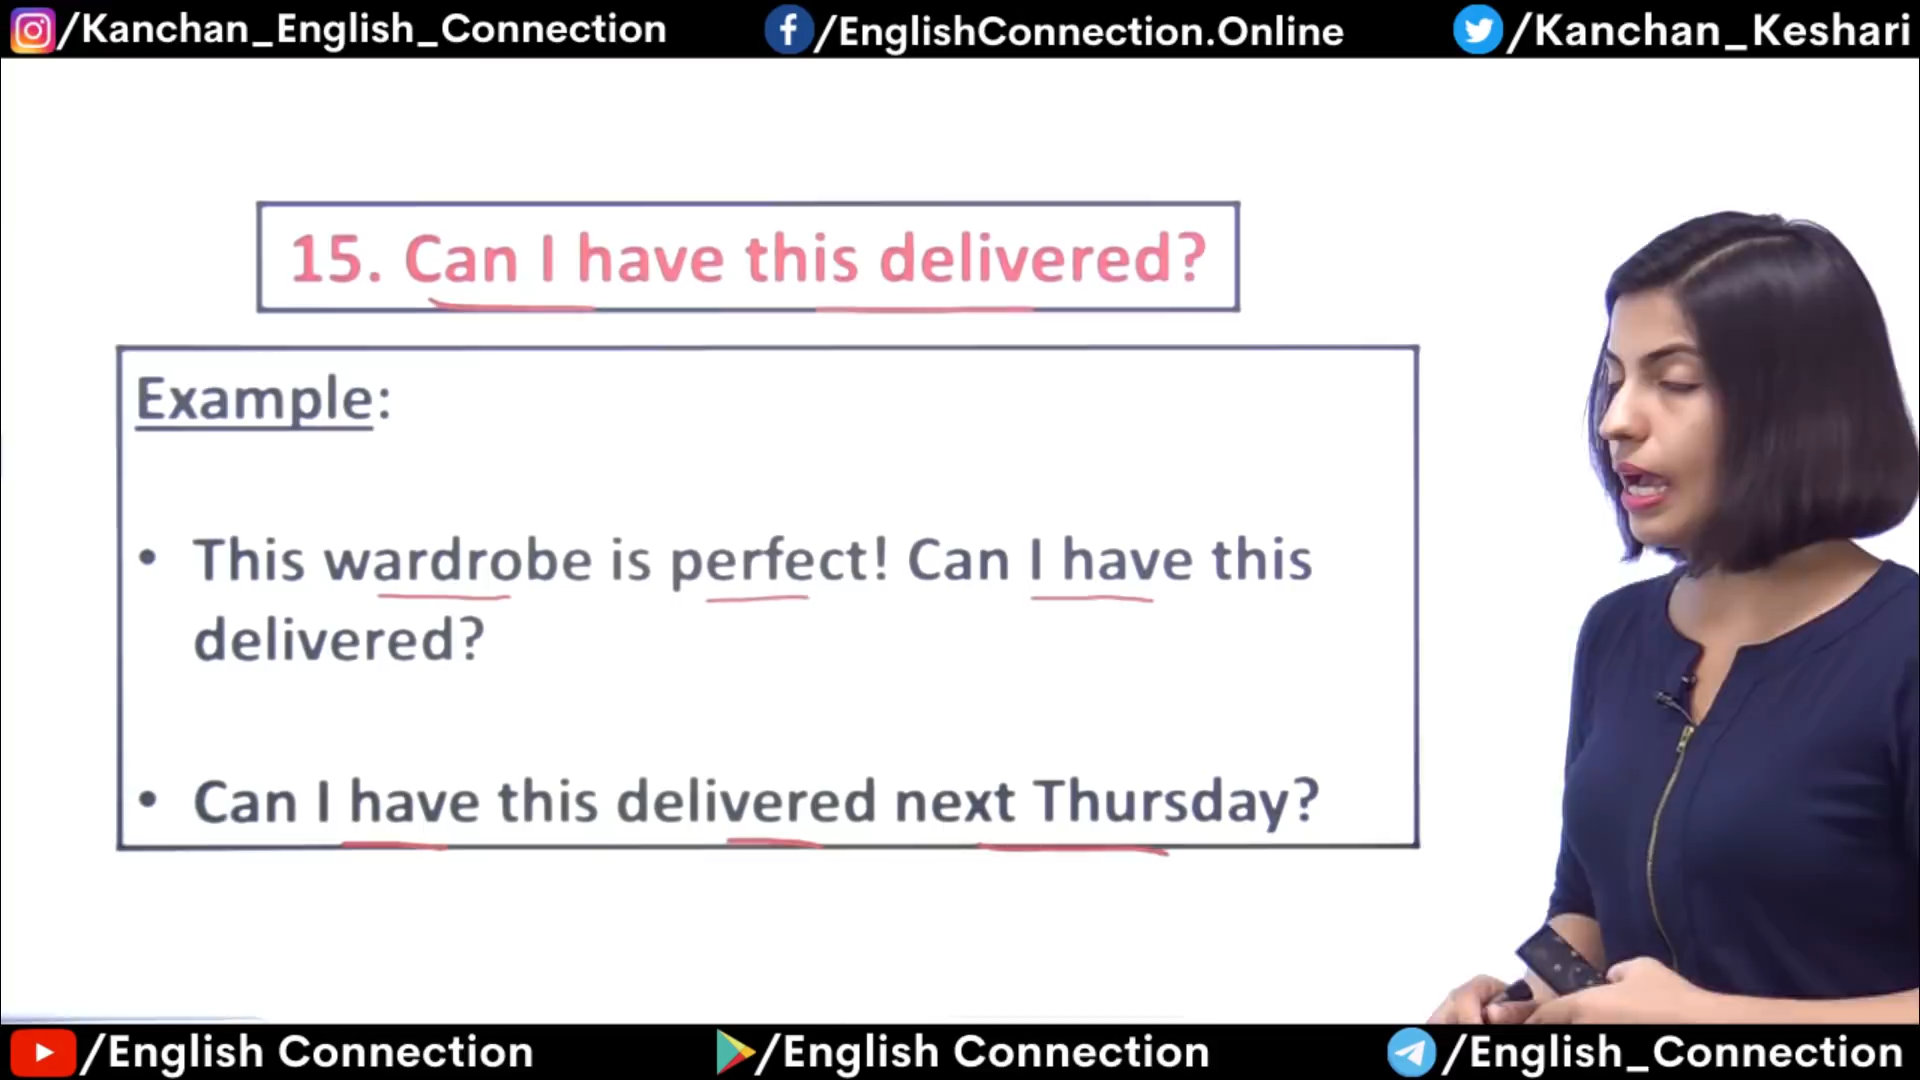 /Kanchan_English_Connection
/EnglishConnection.Online
/Kanchan_Keshari
15. Can I have this delivered?
Example:
• This wardrobe is perfect! Can I have this
delivered?
• Can I have this delivered next Thursday?
/English Connection
/English Connection
/English_Connection